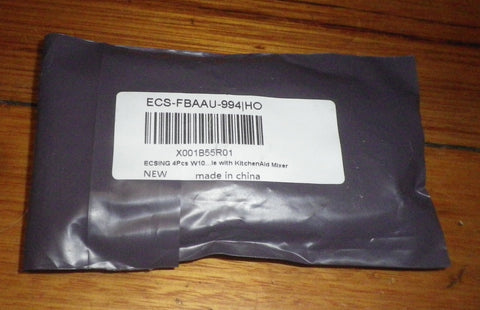 ECS-FBAAU-994|HO
X001B55R01
ECSING 4Pcs W10...le with KitchenAid Mixer
NEW made in china